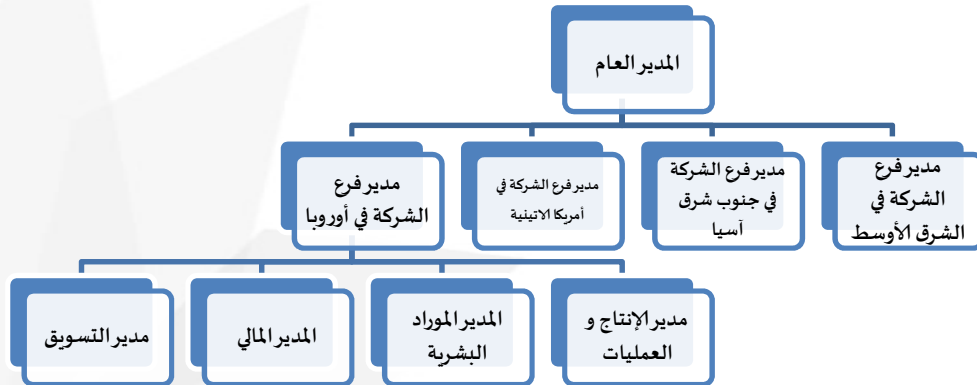 المدير العام
مدير فرع
الشركة في
الشرق الأوسط
مدير فرع الشركة
في جنوب شرق
آسيا
مدير فرع الشركة في
أمريكا الاتينية
مدير فرع
الشركة في أوروبا
مدير الإنتاج و
العمليات
المدير الموراد
البشرية
المدير المالي
مدير التسويق